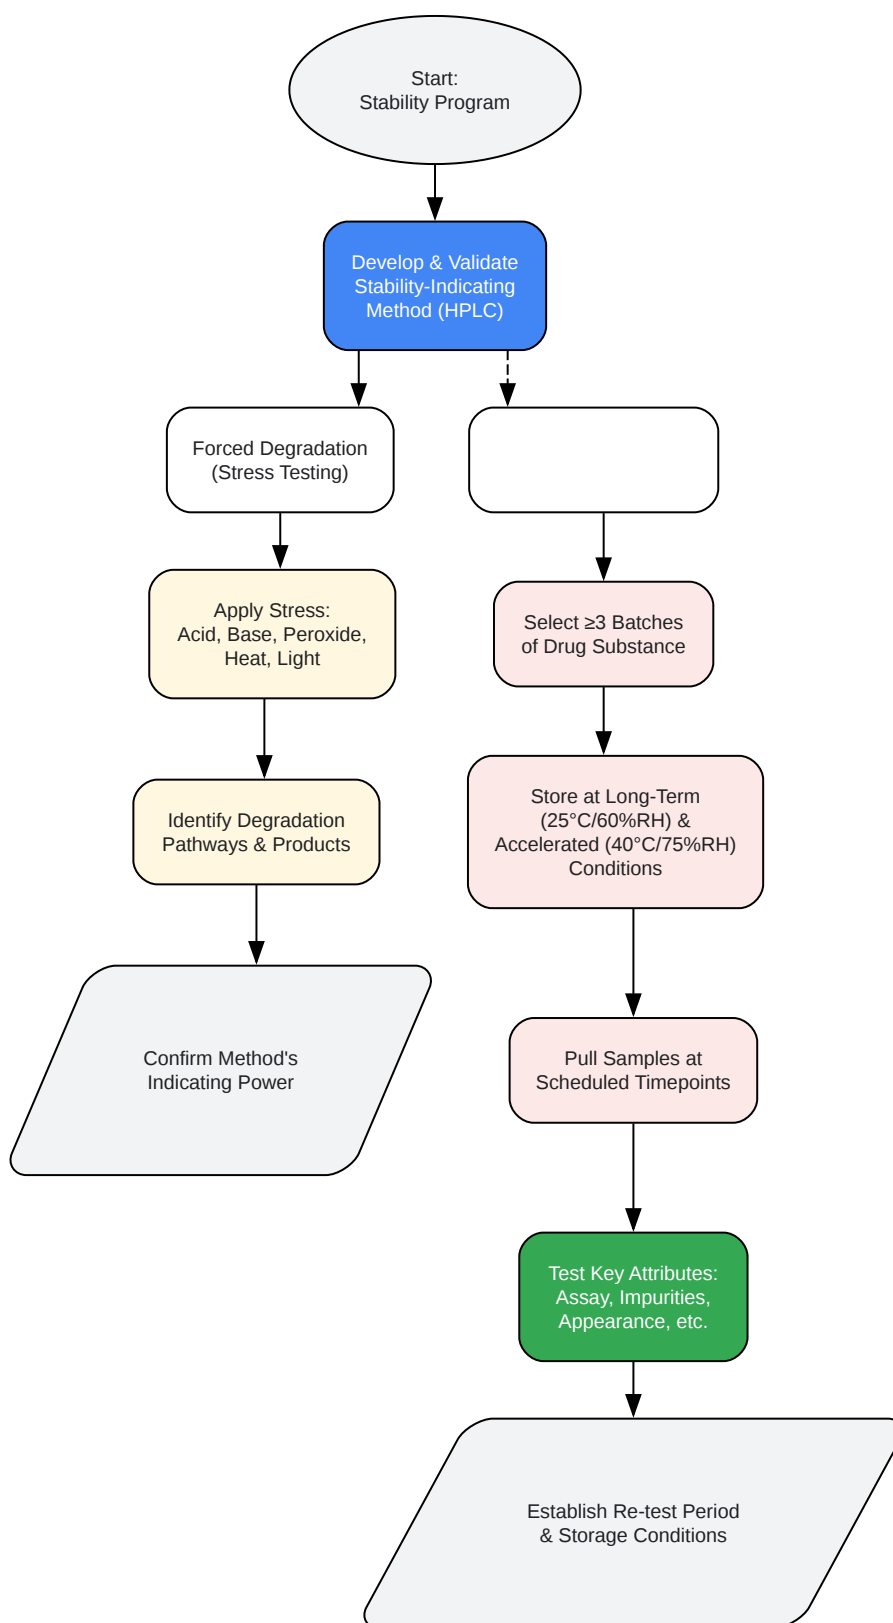 Start:
Stability Program
Develop & Validate
Stability-Indicating
Method (HPLC)
Forced Degradation
(Stress Testing)
Apply Stress:
Acid, Base, Peroxide,
Heat, Light
Select ≥3 Batches
of Drug Substance
Identify Degradation
Pathways & Products
Store at Long-Term
(25°C/60%RH) &
Accelerated (40°C/75%RH)
Conditions
Confirm Method's
Indicating Power
Pull Samples at
Scheduled Timepoints
Test Key Attributes:
Assay, Impurities,
Appearance, etc.
Establish Re-test Period
& Storage Conditions